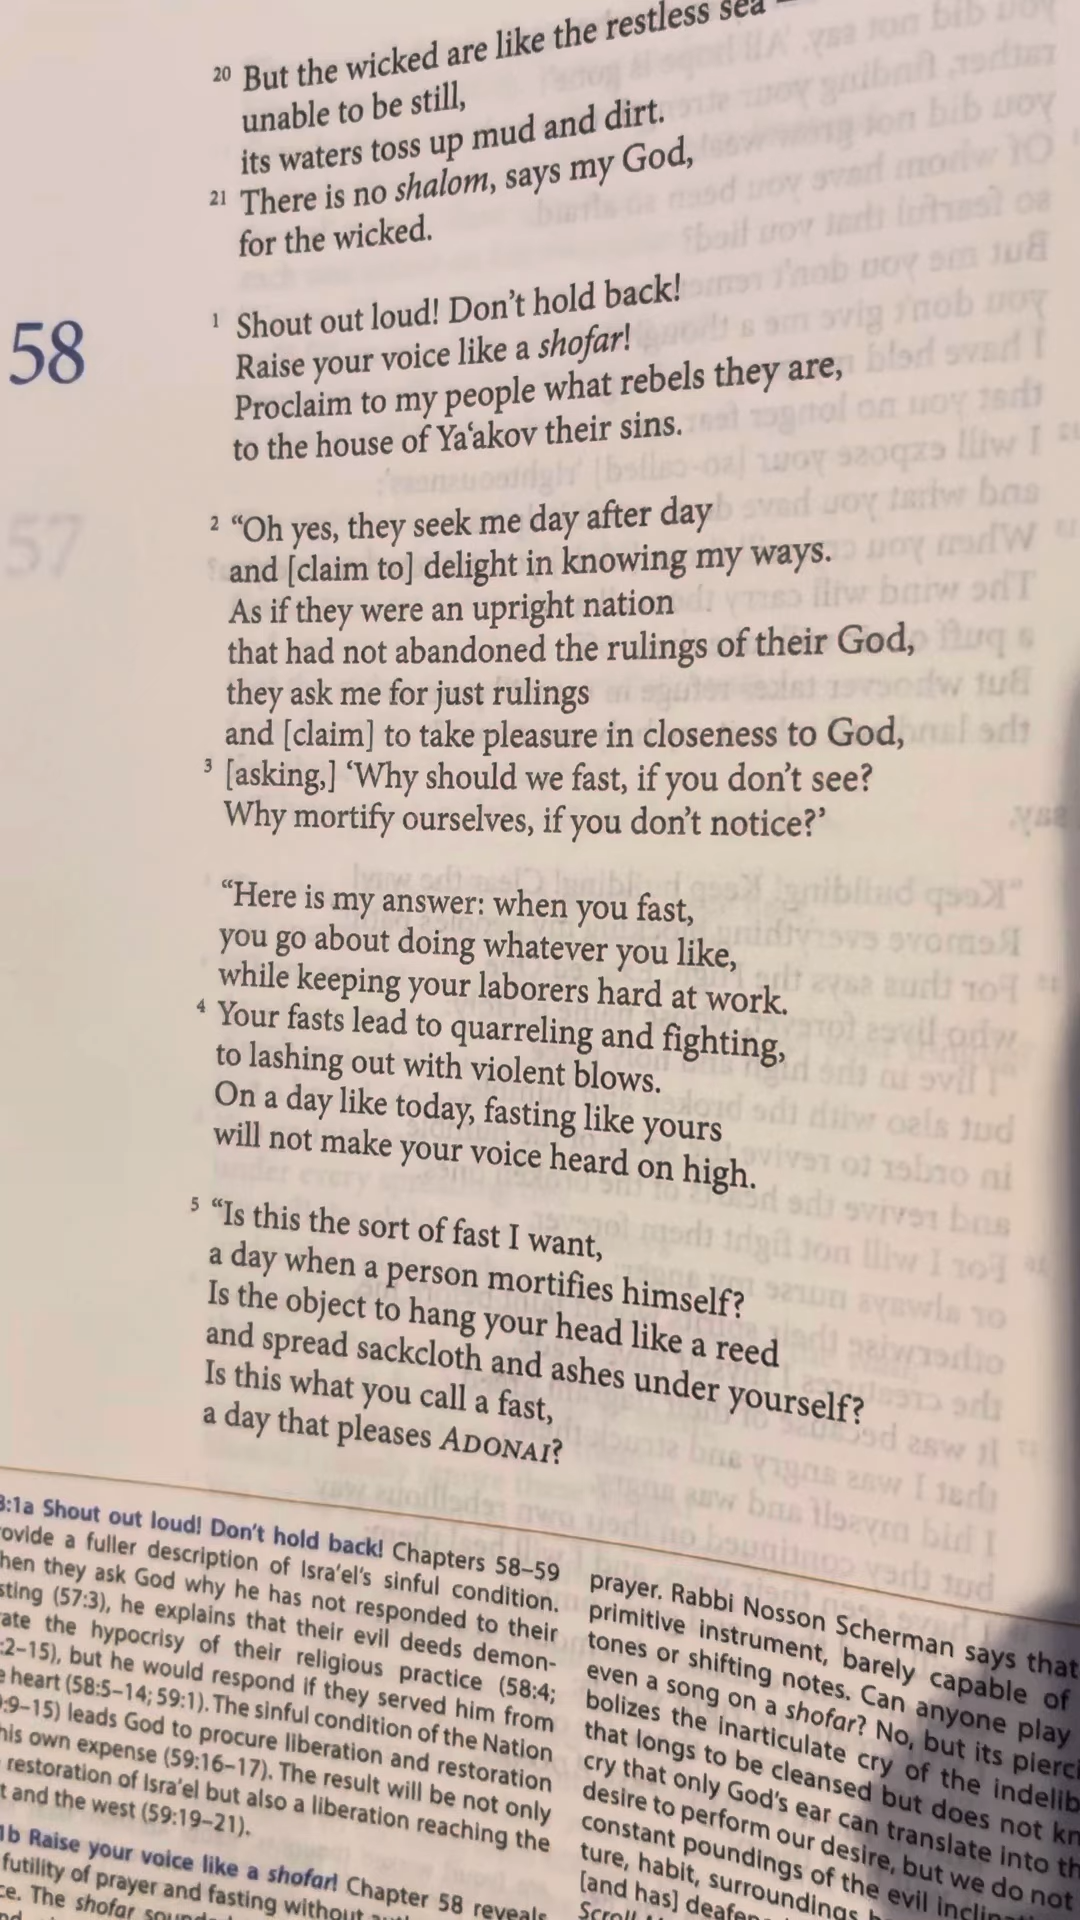 20 But the wicked are like the restless sea
unable to be still,
its waters toss up mud and dirt.
21 There is no shalom, says my God,
for the wicked.
58
1 Shout out loud! Don't hold back!
Raise your voice like a shofar!
Proclaim to my people what rebels they are,
to the house of Ya‘akov their sins.
2 “Oh yes, they seek me day after day
and [claim to] delight in knowing my ways.
As if they were an upright nation
that had not abandoned the rulings of their God,
they ask me for just rulings
and [claim] to take pleasure in closeness to God,
3 [asking,] ‘Why should we fast, if you don’t see?
Why mortify ourselves, if you don’t notice?’
“Here is my answer: when you fast,
you go about doing whatever you like,
while keeping your laborers hard at work.
4 Your fasts lead to quarreling and fighting,
to lashing out with violent blows.
On a day like today, fasting like yours
will not make your voice heard on high.
5 “Is this the sort of fast I want,
a day when a person mortifies himself?
Is the object to hang your head like a reed
and spread sackcloth and ashes under yourself?
Is this what you call a fast,
a day that pleases ADONAI?
:1a Shout out loud! Don't hold back! Chapters 58–59
a fuller description of Isra'el's sinful condition.
they ask God why he has not responded to their
(57:3), he explains that their evil deeds demon-
the hypocrisy of their religious practice (58:4;
:2–15), but he would respond if they served him from
heart (58:5–14; 59:1). The sinful condition of the Nation
:9–15) leads God to procure liberation and restoration
his own expense (59:16–17). The result will be not only
restoration of Isra'el but also a liberation reaching the
and the west (59:19–21).
1b Raise your voice like a shofar! Chapter 58 reveals
futility of prayer and fasting without
The shofar
prayer. Rabbi Nosson Scherman says that
primitive instrument, barely capable of
tones or shifting notes. Can anyone play
even a song on a shofar? No, but its
bolizes the inarticulate cry of the
that longs to be cleansed but does not
cry that only God's ear can translate into
desire to perform our desire, but we do not
constant poundings of the evil
ture, habit, surroundings
[and has]